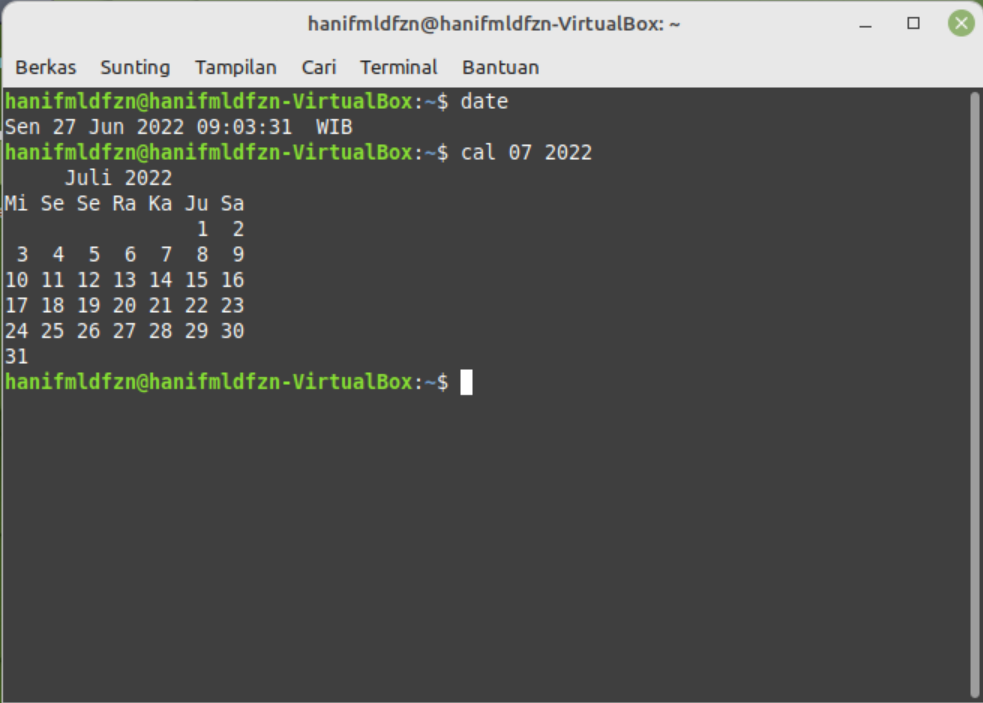 hanifmldfzn@hanifmldfzn-VirtualBox: ~
Berkas Sunting Tampilan Cari Terminal Bantuan
hanifmldfzn@hanifmldfzn-VirtualBox:~$ date
Sen 27 Jun 2022 09:03:31  WIB
hanifmldfzn@hanifmldfzn-VirtualBox:~$ cal 07 2022
     Juli 2022
Mi Se Se Ra Ka Ju Sa
                1  2
 3  4  5  6  7  8  9
10 11 12 13 14 15 16
17 18 19 20 21 22 23
24 25 26 27 28 29 30
31
hanifmldfzn@hanifmldfzn-VirtualBox:~$